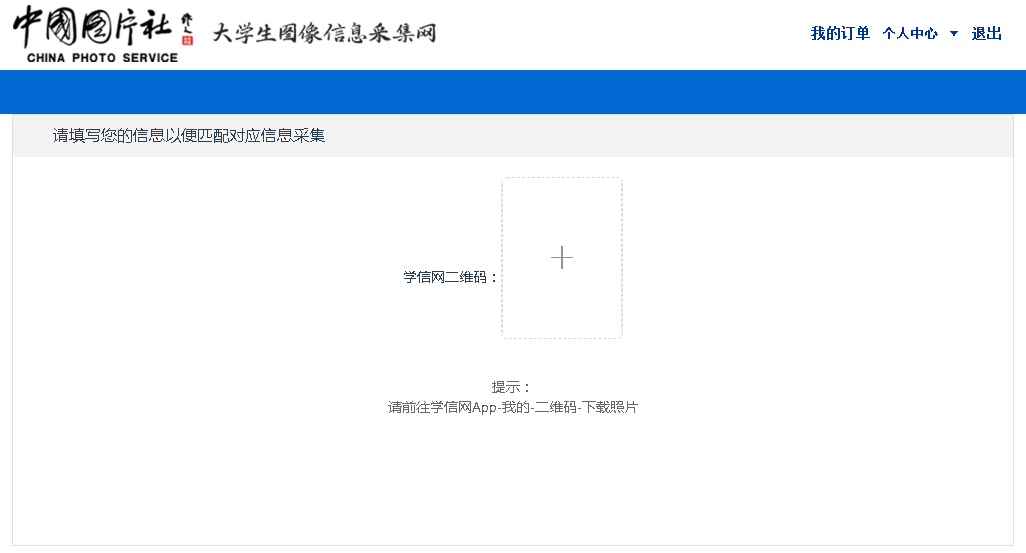 中國圖片社
CHINA PHOTO SERVICE
大学生图像信息采集网
我的订单 个人中心 退出
请填写您的信息以便匹配对应信息采集
学信网二维码：
提示：
请前往学信网App-我的-二维码-下载照片